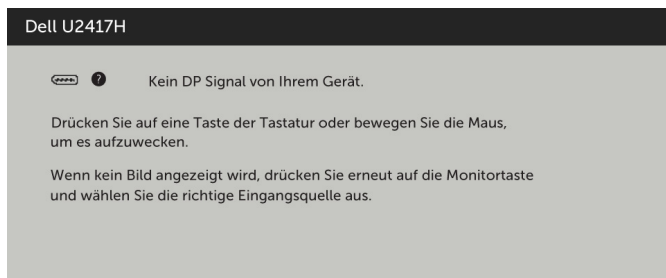 Dell U2417H
? Kein DP Signal von Ihrem Gerät.
Drücken Sie auf eine Taste der Tastatur oder bewegen Sie die Maus,
um es aufzuwecken.
Wenn kein Bild angezeigt wird, drücken Sie erneut auf die Monitortaste
und wählen Sie die richtige Eingangsquelle aus.